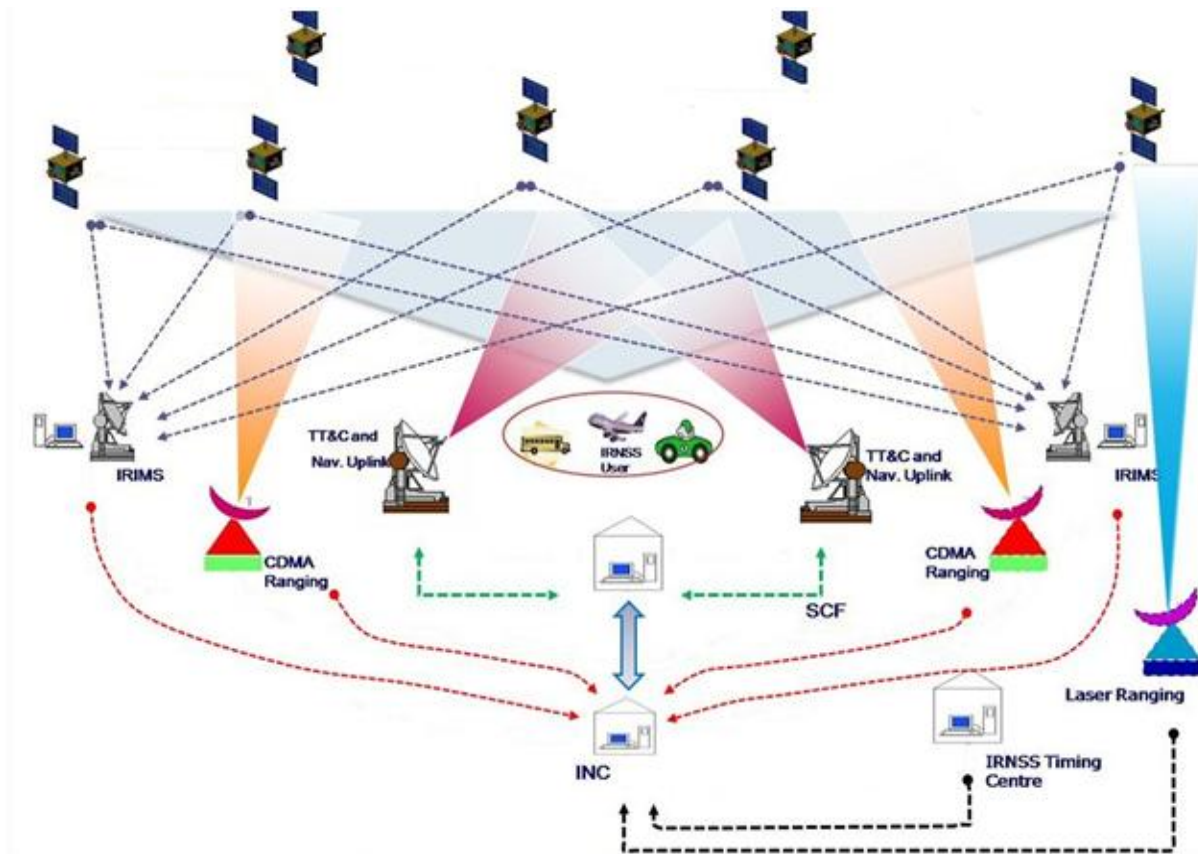 TT&C and
Nav. Uplink
IRNSS
User
TT&C and
Nav. Uplink
IRIMS
IRIMS
CDMA
Ranging
CDMA
Ranging
SCF
Laser Ranging
INC
IRNSS Timing
Centre